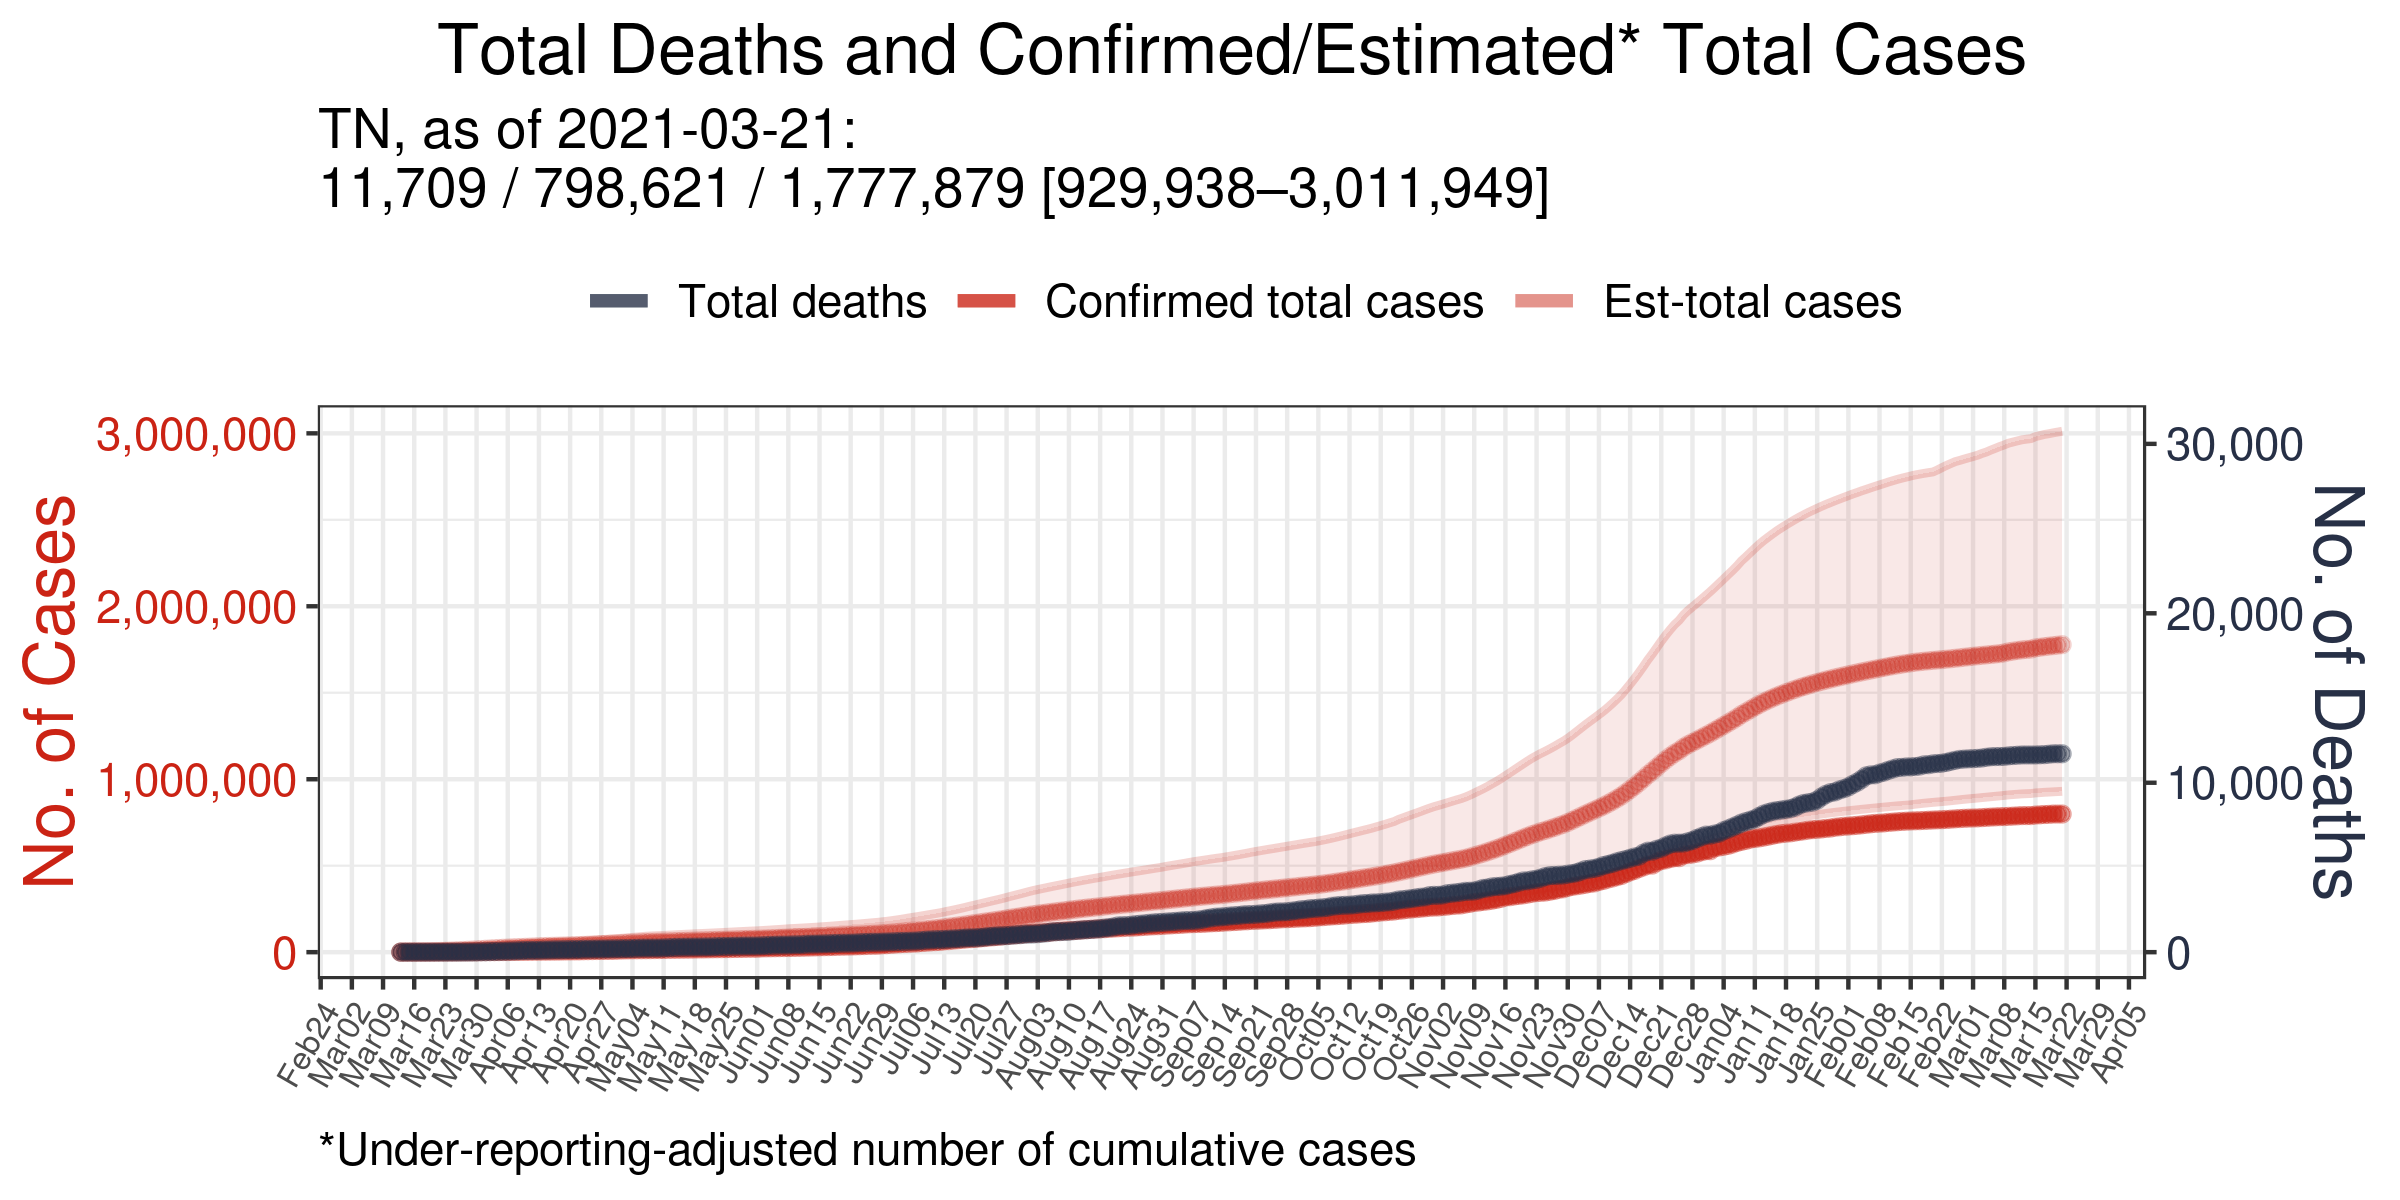 Total Deaths and Confirmed/Estimated* Total Cases
TN, as of 2021-03-21:
11,709 / 798,621 / 1,777,879 [929,938–3,011,949]
Total deaths
Confirmed total cases
Est-total cases
No. of Cases
3,000,000
2,000,000
1,000,000
0
30,000
20,000
10,000
0
No. of Deaths
Feb24
Mar02
Mar09
Mar16
Mar23
Mar30
Apr06
Apr13
Apr20
Apr27
May04
May11
May18
May25
Jun01
Jun08
Jun15
Jun22
Jun29
Jul06
Jul13
Jul20
Jul27
Aug03
Aug10
Aug17
Aug24
Aug31
Sep07
Sep14
Sep21
Sep28
Oct05
Oct12
Oct19
Oct26
Nov02
Nov09
Nov16
Nov23
Nov30
Dec07
Dec14
Dec21
Dec28
Jan04
Jan11
Jan18
Jan25
Feb01
Feb08
Feb15
Feb22
Mar01
Mar08
Mar15
Mar22
Mar29
Apr05
*Under-reporting-adjusted number of cumulative cases